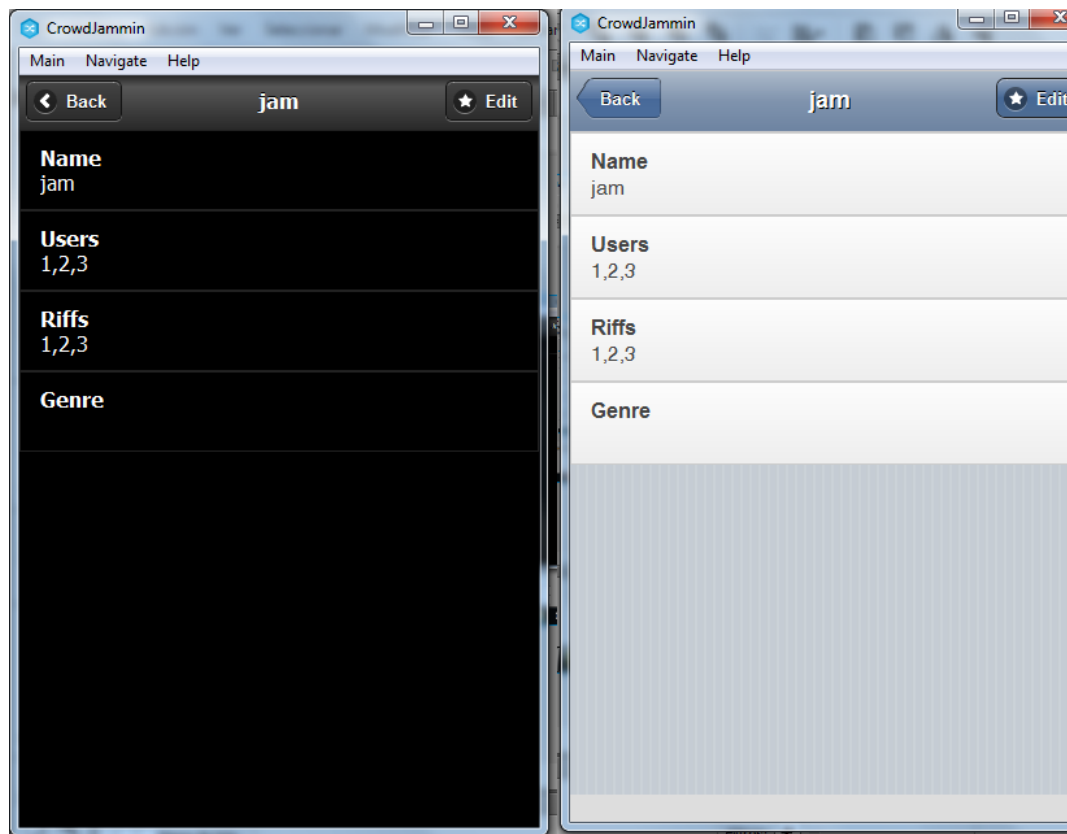 CrowdJammin
Main Navigate Help
Back jam Edit
Name
jam
Users
1,2,3
Riffs
1,2,3
Genre
CrowdJammin
Main Navigate Help
Back jam Edit
Name
jam
Users
1,2,3
Riffs
1,2,3
Genre